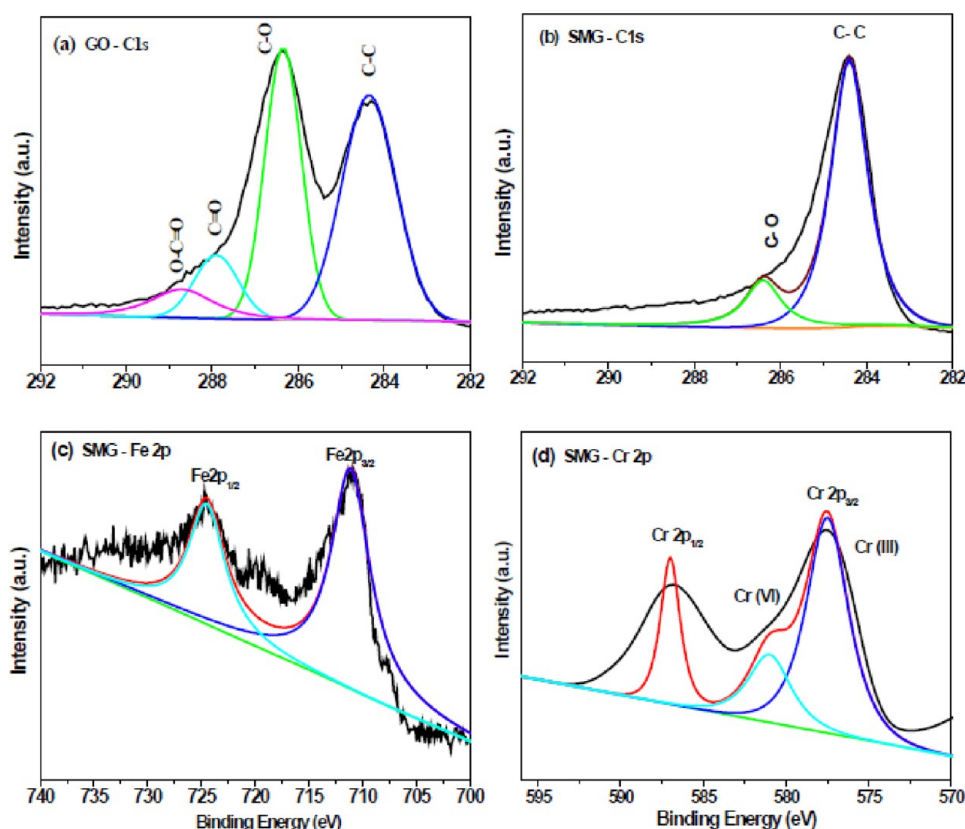 (a) GO - C1s
C-O
C-C
C=O
O-C=O
Intensity (a.u.)
292 290 288 286 284 282
(b) SMG - C1s
C- C
C- O
Intensity (a.u.)
292 290 288 286 284 282
(c) SMG - Fe 2p
Fe2p1/2
Fe2p3/2
Intensity (a.u.)
740 735 730 725 720 715 710 705 700
Binding Energy (eV)
(d) SMG - Cr 2p
Cr 2p3/2
Cr 2p1/2
Cr (III)
Cr (VI)
Intensity (a.u.)
595 590 585 580 575 570
Binding Energy (eV)